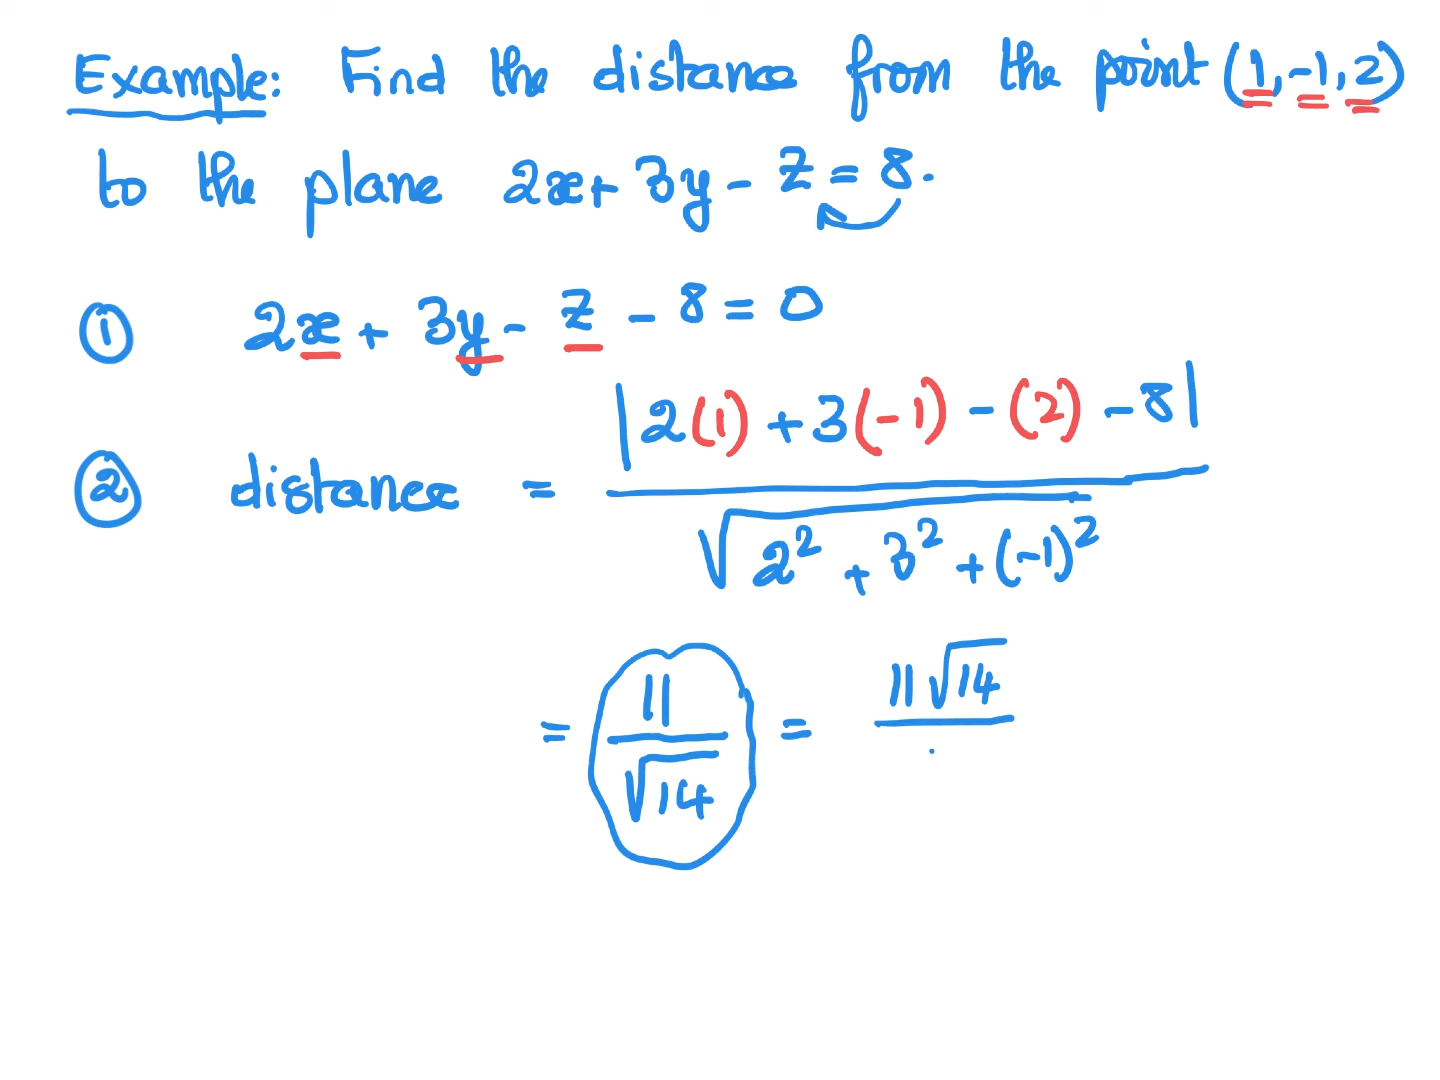 Example: Find the distance from the point (1, -1, 2)
to the plane 2x + 3y - z = 8.
① 2x + 3y - z - 8 = 0
② distance = |2(1) + 3(-1) - (2) - 8| / √(2² + 3² + (-1)²)
= 11/√14 = 11√14